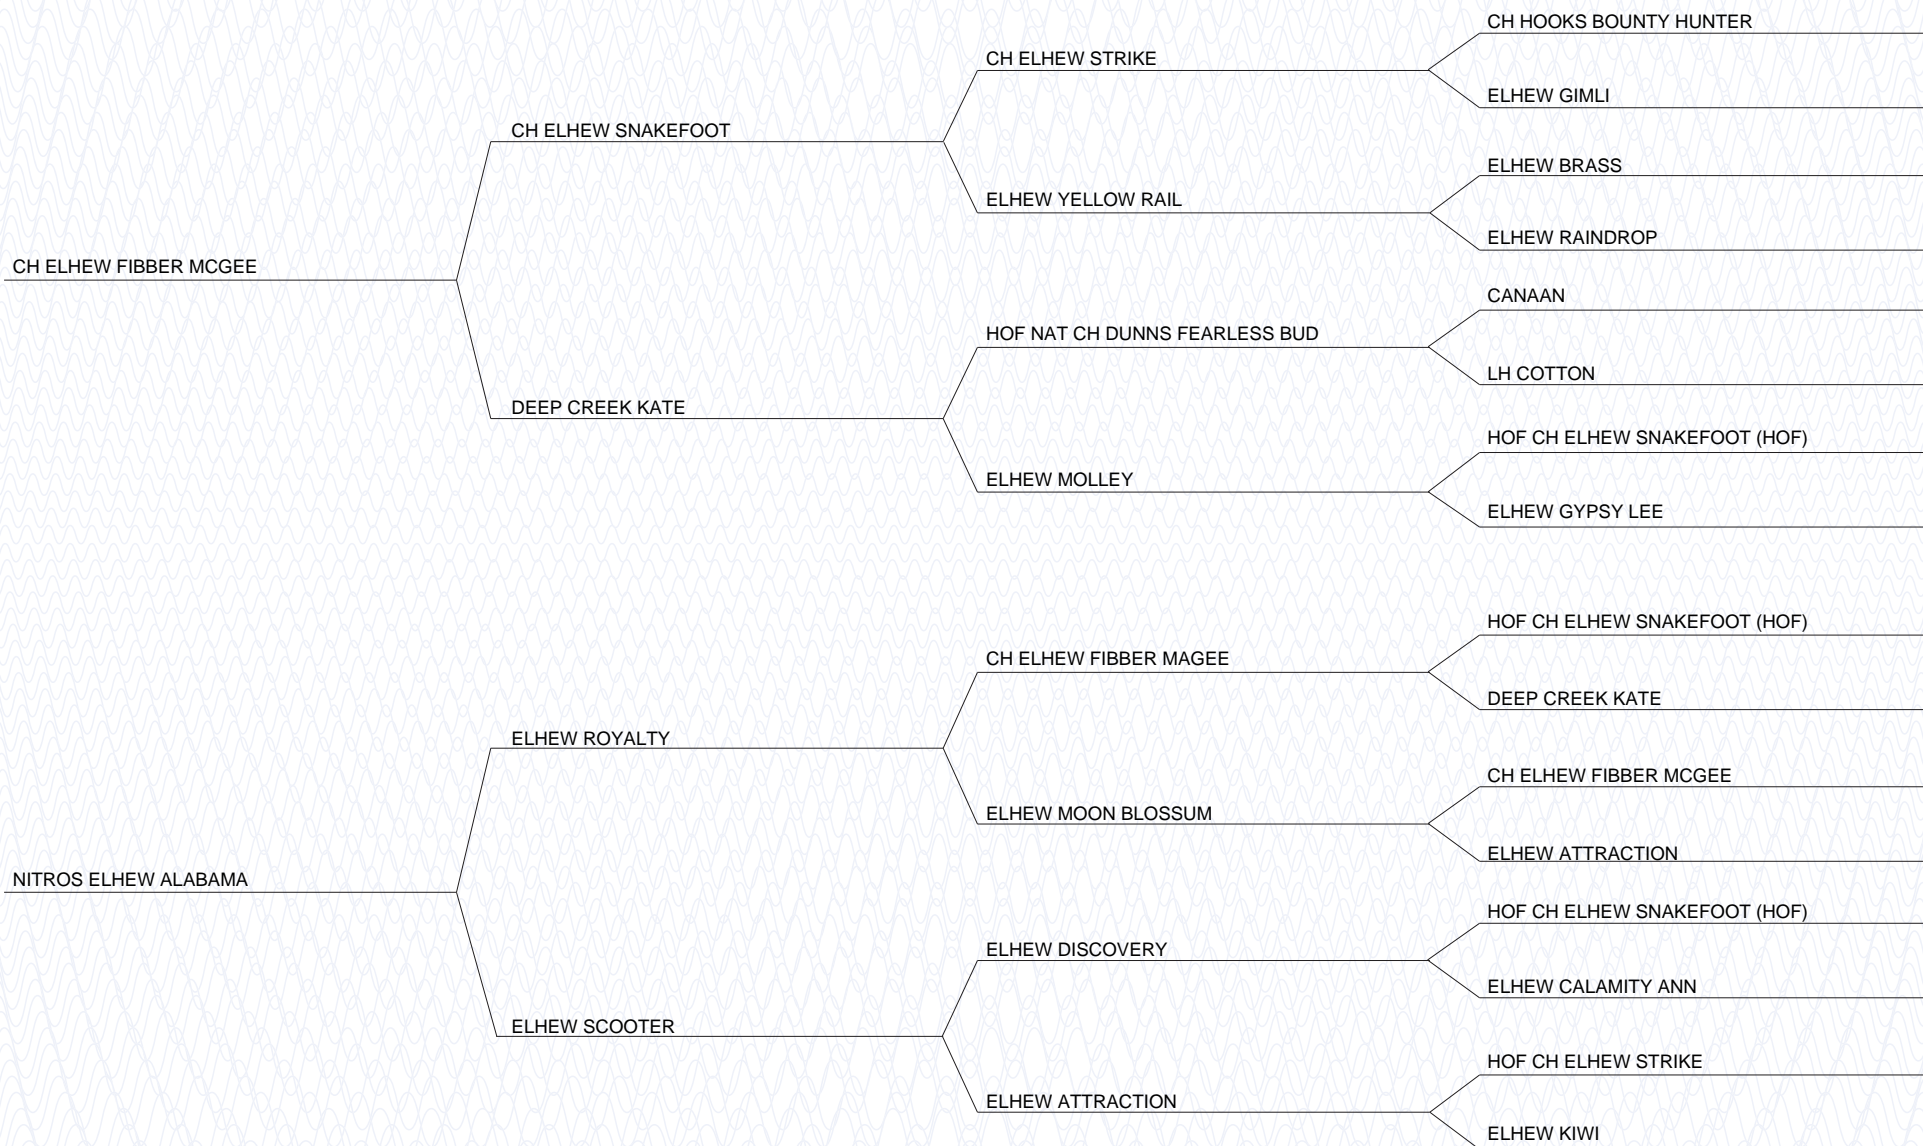 CH HOOKS BOUNTY HUNTER
CH ELHEW STRIKE
ELHEW GIMLI
CH ELHEW SNAKEFOOT
ELHEW BRASS
ELHEW YELLOW RAIL
ELHEW RAINDROP
CH ELHEW FIBBER MCGEE
CANAAN
HOF NAT CH DUNNS FEARLESS BUD
LH COTTON
DEEP CREEK KATE
HOF CH ELHEW SNAKEFOOT (HOF)
ELHEW MOLLEY
ELHEW GYPSY LEE
HOF CH ELHEW SNAKEFOOT (HOF)
CH ELHEW FIBBER MAGEE
DEEP CREEK KATE
ELHEW ROYALTY
CH ELHEW FIBBER MCGEE
ELHEW MOON BLOSSUM
ELHEW ATTRACTION
NITROS ELHEW ALABAMA
HOF CH ELHEW SNAKEFOOT (HOF)
ELHEW DISCOVERY
ELHEW CALAMITY ANN
ELHEW SCOOTER
HOF CH ELHEW STRIKE
ELHEW ATTRACTION
ELHEW KIWI